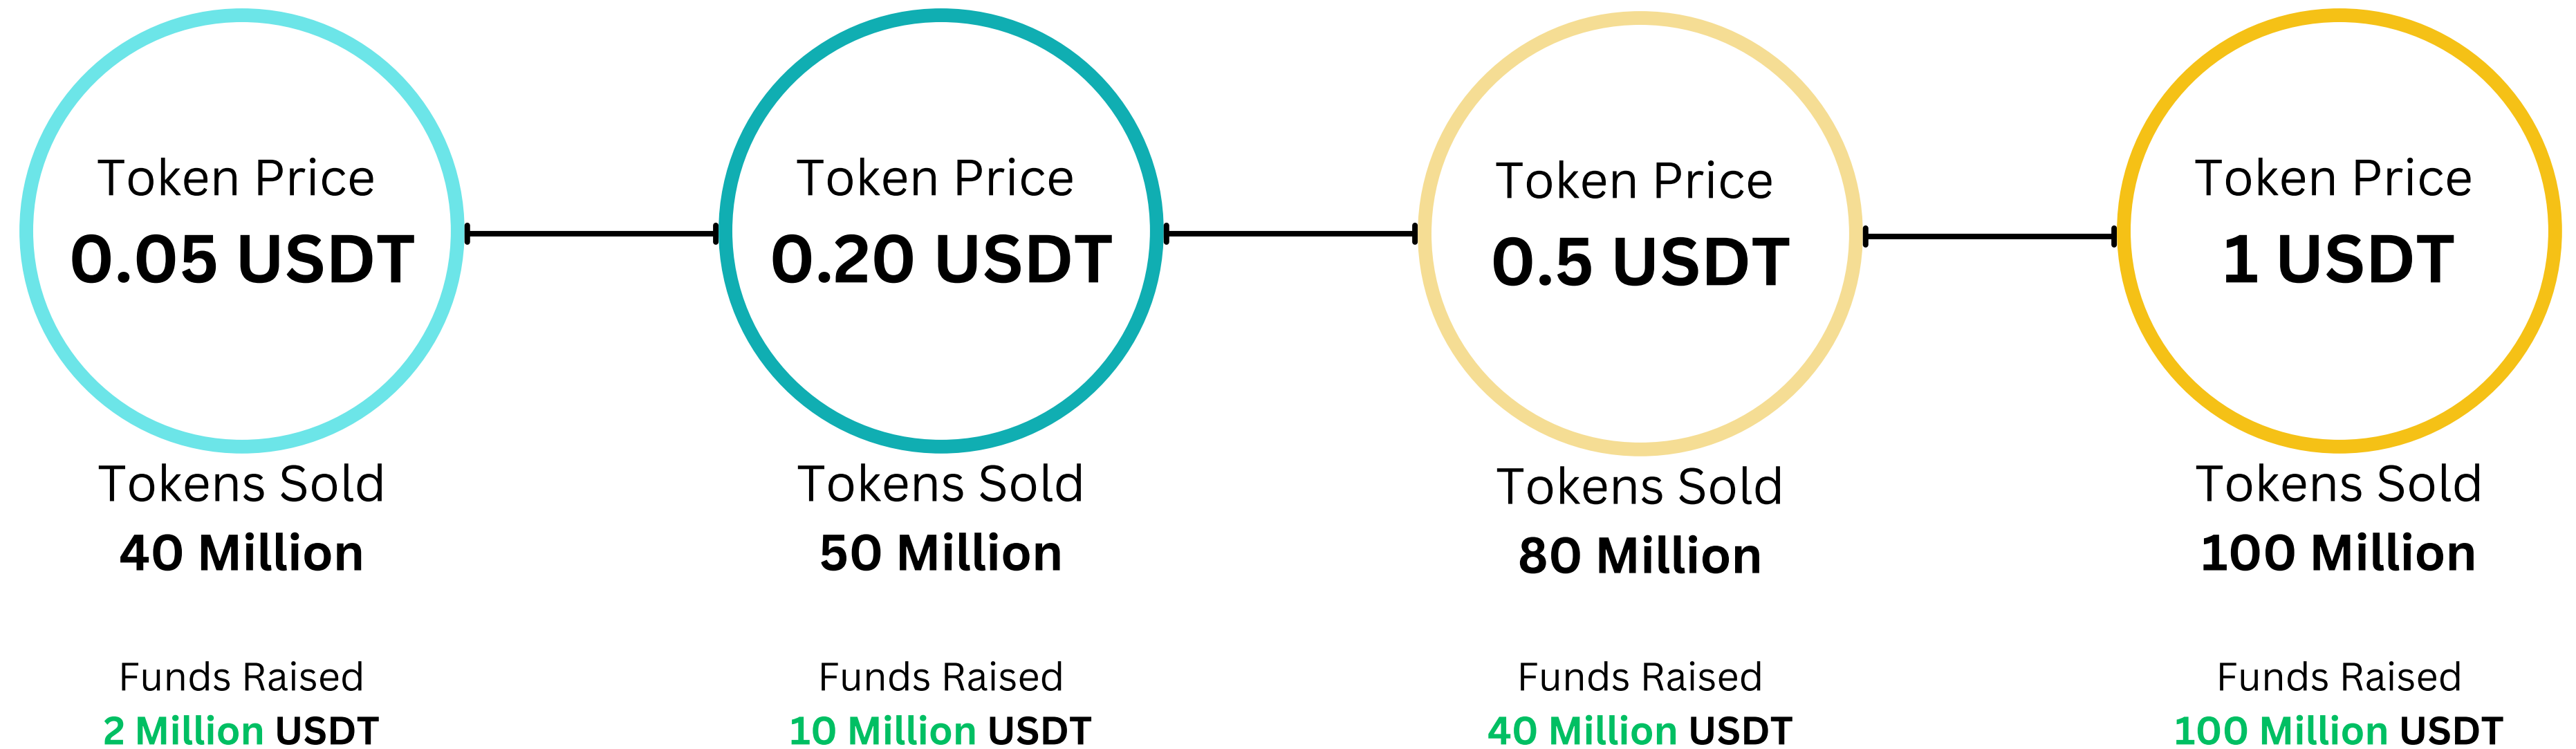 Token Price
0.05 USDT
Tokens Sold
40 Million
Funds Raised
2 Million USDT
Token Price
0.20 USDT
Tokens Sold
50 Million
Funds Raised
10 Million USDT
Token Price
0.5 USDT
Tokens Sold
80 Million
Funds Raised
40 Million USDT
Token Price
1 USDT
Tokens Sold
100 Million
Funds Raised
100 Million USDT